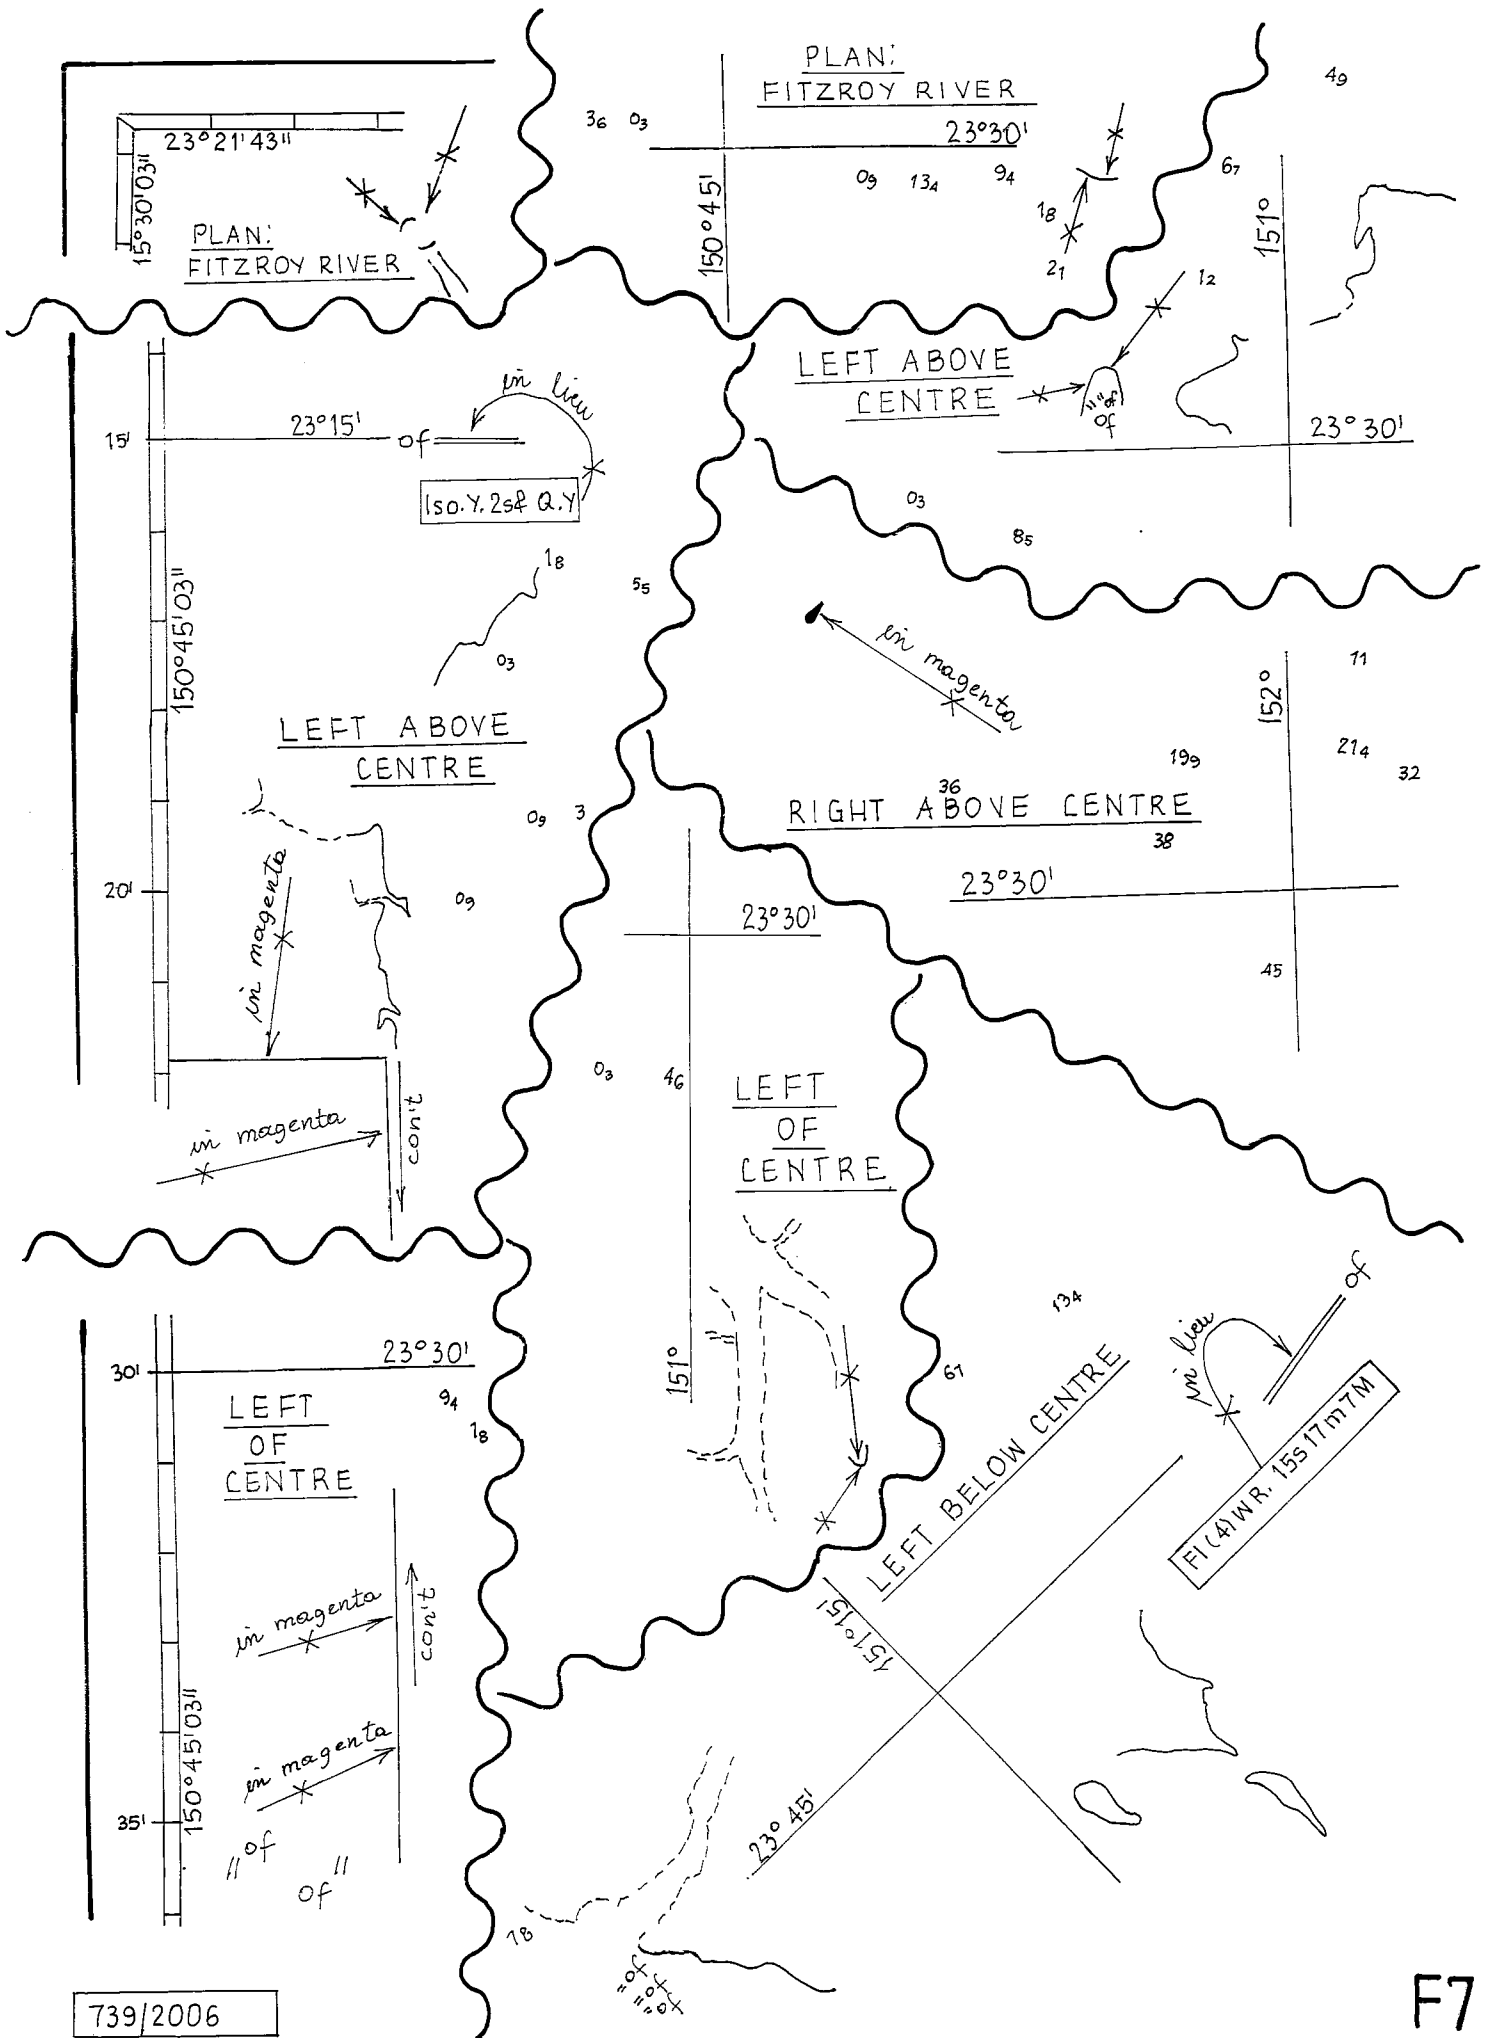 23°21'43"
15°30'03"
PLAN:
FITZROY RIVER
36 03
PLAN:
FITZROY RIVER
23°30'
09 134 94
150°45'
18
21
49
67
151°
12
LEFT ABOVE
CENTRE
"" of
of
23°30'
03
85
15'
23°15'
of
in lieu
Iso.Y.2s& Q.Y
18
03
55
150°45'03"
LEFT ABOVE
CENTRE
09 3
20'
in magenta
09
in magenta
con't
in magenta
152°
11
199
214
32
36
RIGHT ABOVE CENTRE
38
23°30'
45
23°30'
03 46
LEFT
OF
CENTRE
"
151°
67
30'
23°30'
94
18
LEFT
OF
CENTRE
in magenta
con't
in magenta
150°45'03"
35'
" of
of "
134
in lieu
of
Fl(4)WR.15s17m7M
LEFT BELOW CENTRE
151°15'
23°45'
18
"of
"of"
"of
739/2006
F7